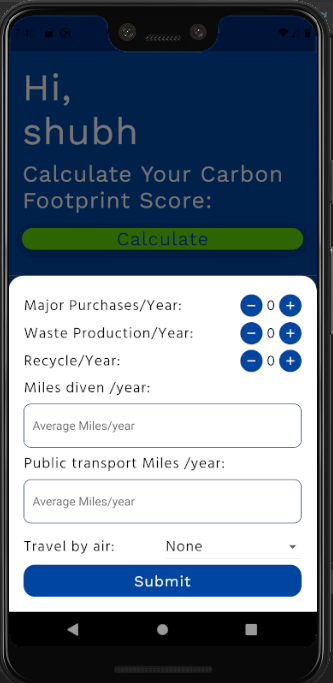 Hi,
shubh
Calculate Your Carbon
Footprint Score:
Calculate
Major Purchases/Year: − 0 +
Waste Production/Year: − 0 +
Recycle/Year: − 0 +
Miles diven /year:
Average Miles/year
Public transport Miles /year:
Average Miles/year
Travel by air: None
Submit